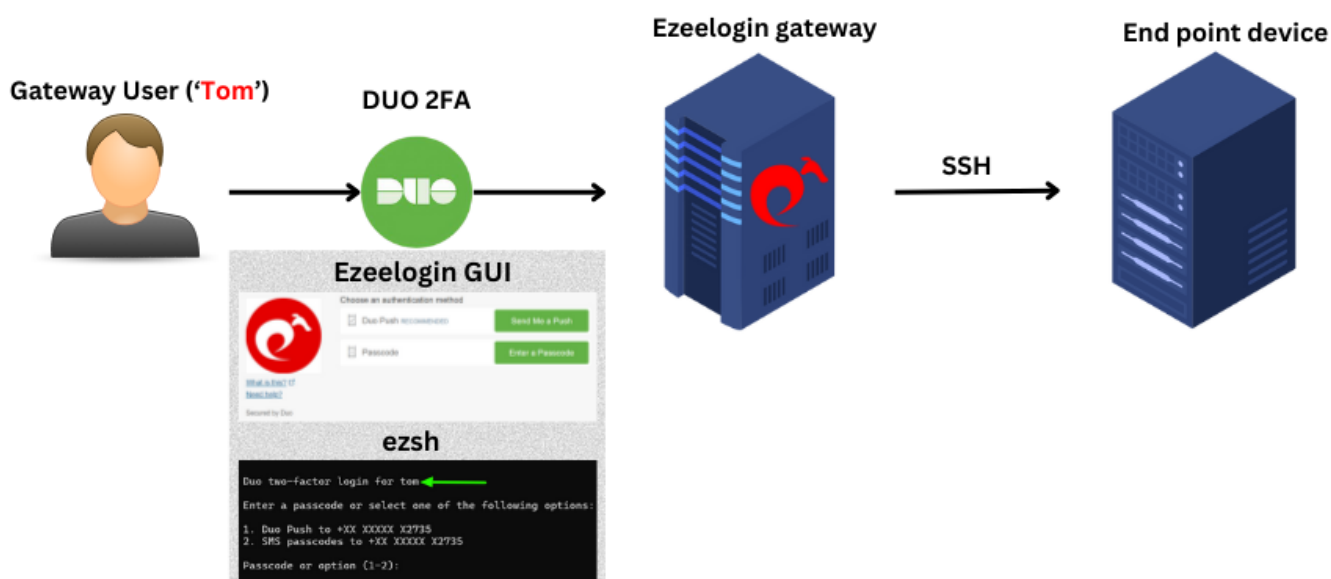 Ezeelogin gateway
End point device
Gateway User (‘Tom’)
DUO 2FA
DUO
SSH
Ezeelogin GUI
Choose an authentication method
Duo Push RECOMMENDED
Send Me a Push
Passcode
Enter a Passcode
What is this?
Need help?
Secured by Duo
ezsh
Duo two-factor login for tom
Enter a passcode or select one of the following options:
1. Duo Push to +XX XXXXX X2735
2. SMS passcodes to +XX XXXXX X2735
Passcode or option (1-2):